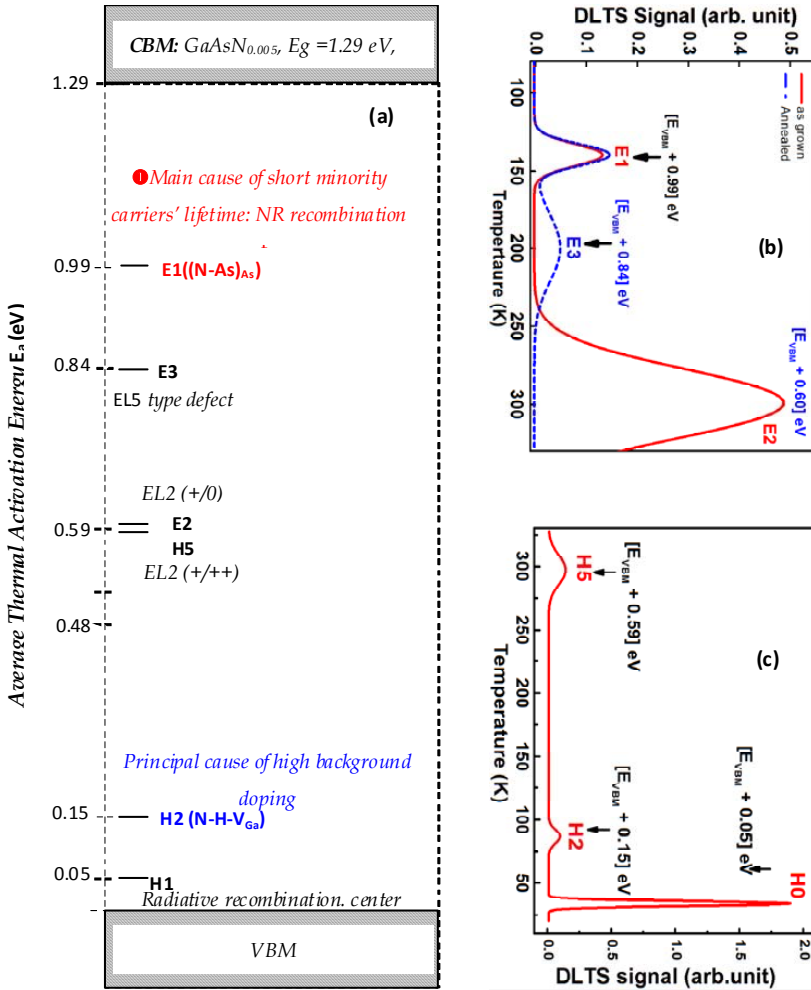 CBM: GaAsN0.005, Eg =1.29 eV,
1.29
(a)
❶Main cause of short minority
carriers' lifetime: NR recombination
0.99
E1((N-As)As)
0.84
E3
EL5 type defect
EL2 (+/0)
0.59
E2
H5
EL2 (+/++)
0.48
Principal cause of high background
doping
0.15
H2 (N-H-VGa)
0.05
H1
Radiative recombination. center
VBM
Average Thermal Activation Energy Ea (eV)
DLTS Signal (arb. unit)
0.0 0.1 0.2 0.3 0.4 0.5
as grown
Annealed
100
150
200
250
300
Tempertaure (K)
E1
[EVBM + 0.99] eV
E3
[EVBM + 0.84] eV
(b)
[EVBM + 0.60] eV
E2
300
250
200
150
100
50
Temperature (K)
H5
[EVBM + 0.59] eV
(c)
H2
[EVBM + 0.15] eV
[EVBM + 0.05] eV
H0
0.0 0.5 1.0 1.5 2.0
DLTS signal (arb.unit)